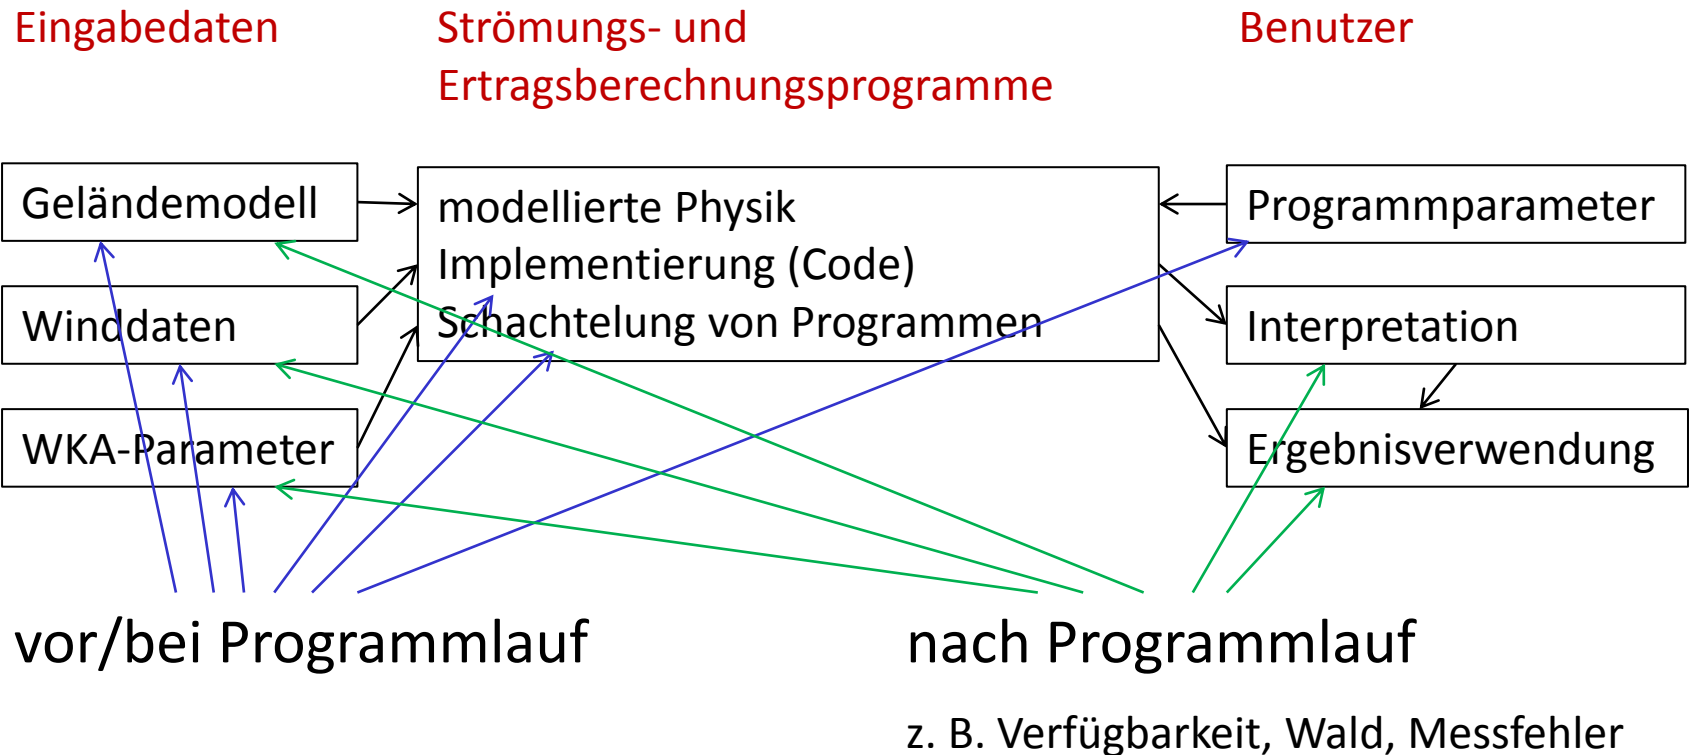 Eingabedaten
Strömungs- und
Ertragsberechnungsprogramme
Benutzer
Geländemodell
Winddaten
WKA-Parameter
modellierte Physik
Implementierung (Code)
Schachtelung von Programmen
Programmparameter
Interpretation
Ergebnisverwendung
vor/bei Programmlauf
nach Programmlauf
z. B. Verfügbarkeit, Wald, Messfehler